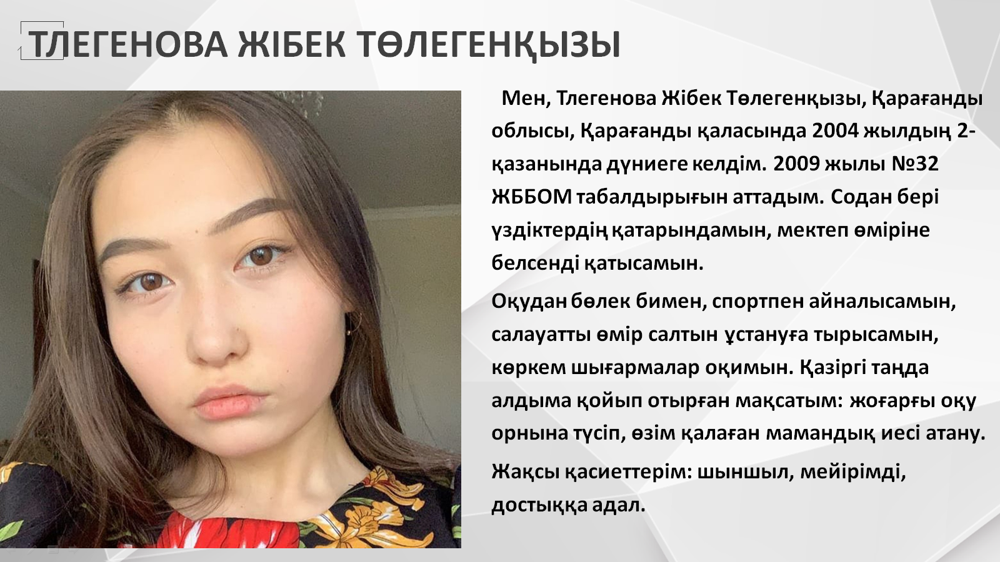 ТЛЕГЕНОВА ЖІБЕК ТӨЛЕГЕНҚЫЗЫ
Мен, Тлегенова Жібек Төлегенқызы, Қарағанды
облысы, Қарағанды қаласында 2004 жылдың 2-
қазанында дүниеге келдім. 2009 жылы №32
ЖББОМ табалдырығын аттадым. Содан бері
үздіктердің қатарындамын, мектеп өміріне
белсенді қатысамын.
Оқудан бөлек бимен, спортпен айналысамын,
салауатты өмір салтын ұстануға тырысамын,
көркем шығармалар оқимын. Қазіргі таңда
алдыма қойып отырған мақсатым: жоғарғы оқу
орнына түсіп, өзім қалаған мамандық иесі атану.
Жақсы қасиеттерім: шыншыл, мейірімді,
достыққа адал.